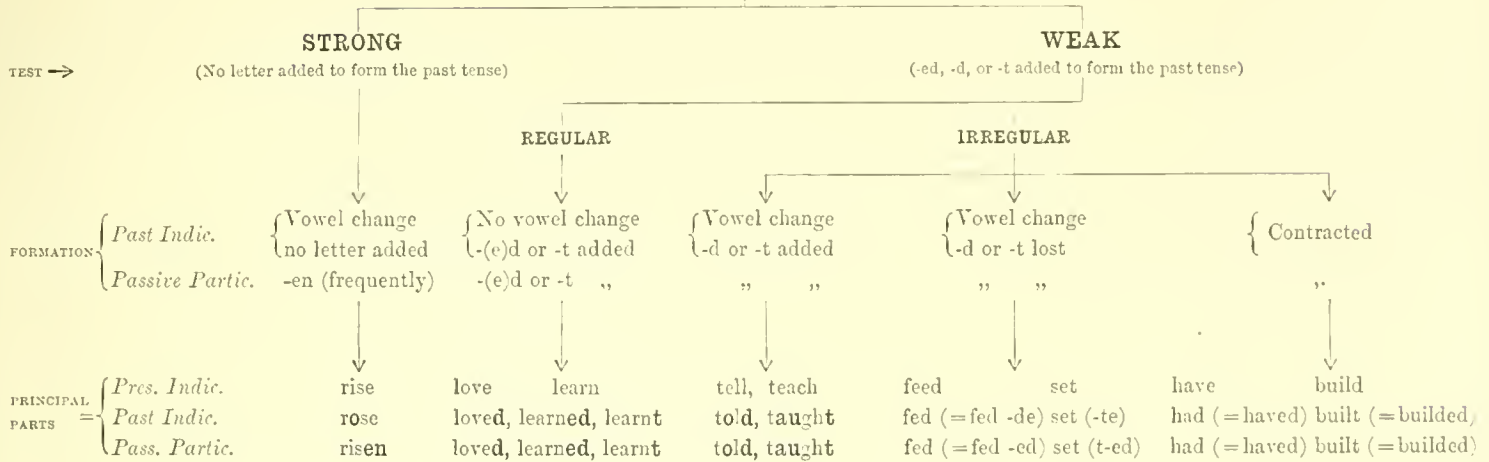 STRONG WEAK
TEST → (No letter added to form the past tense) (-ed, -d, or -t added to form the past tense)
REGULAR IRREGULAR
Past Indic. Vowel change No vowel change Vowel change Vowel change Contracted
FORMATION no letter added -(e)d or -t added -d or -t added -d or -t lost
Passive Partic. -en (frequently) -(e)d or -t „ „ „ „ „ „
Pres. Indic. rise love learn tell, teach feed set have build
PRINCIPAL PARTS = Past Indic. rose loved, learned, learnt told, taught fed (=fed -de) set (-te) had (=haved) built (=builded)
Pass. Partic. risen loved, learned, learnt told, taught fed (=fed -ed) set (t-ed) had (=haved) built (=builded)